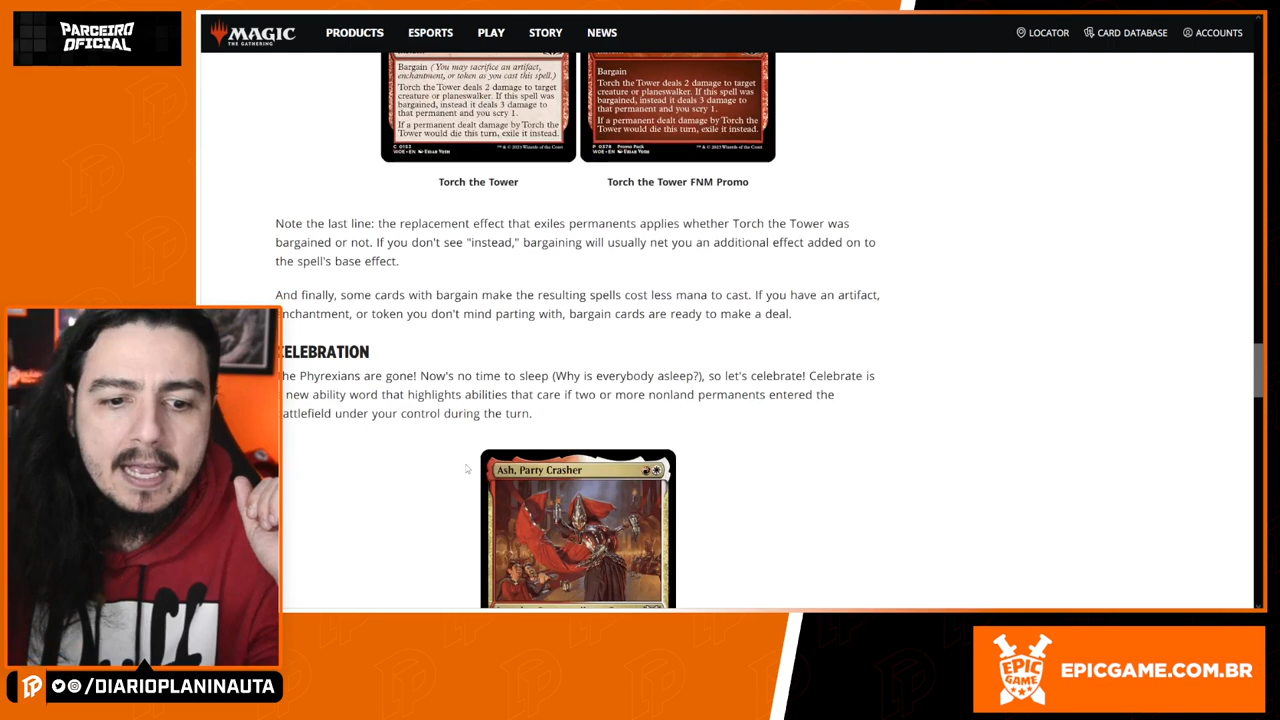 PARCEIRO
OFICIAL
MAGIC
THE GATHERING
PRODUCTS
ESPORTS
PLAY
STORY
NEWS
LOCATOR
CARD DATABASE
ACCOUNTS
Bargain (You may sacrifice an artifact,
enchantment, or token as you cast this spell.)
Torch the Tower deals 2 damage to target
creature or planeswalker. If this spell was
bargained, instead it deals 3 damage to
that permanent and you scry 1.
If a permanent dealt damage by Torch the
Tower would die this turn, exile it instead.
Bargain
Torch the Tower deals 2 damage to target
creature or planeswalker. If this spell was
bargained, instead it deals 3 damage to
that permanent and you scry 1.
If a permanent dealt damage by Torch the
Tower would die this turn, exile it instead.
Torch the Tower
Torch the Tower FNM Promo
Note the last line: the replacement effect that exiles permanents applies whether Torch the Tower was
bargained or not. If you don't see "instead," bargaining will usually net you an additional effect added on to
the spell's base effect.
And finally, some cards with bargain make the resulting spells cost less mana to cast. If you have an artifact,
nchantment, or token you don't mind parting with, bargain cards are ready to make a deal.
ELEBRATION
he Phyrexians are gone! Now's no time to sleep (Why is everybody asleep?), so let's celebrate! Celebrate is
new ability word that highlights abilities that care if two or more nonland permanents entered the
attlefield under your control during the turn.
Ash, Party Crasher
/DIARIOPLANINAUTA
EPIC
GAME
EPICGAME.COM.BR